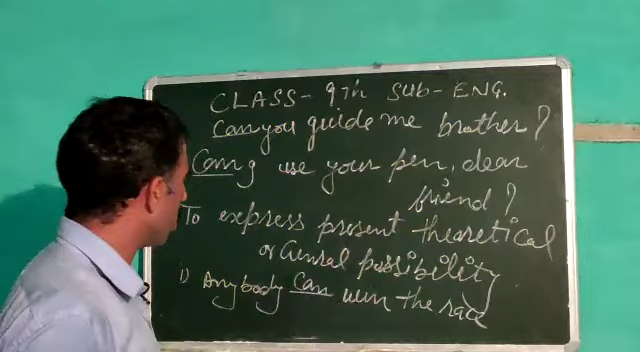 CLASS- 9th Sub- ENG.
Can you guide me brother?
Can I use your pen, dear
friend?
To express present theoretical
or General possibility
1) Anybody Can win the race